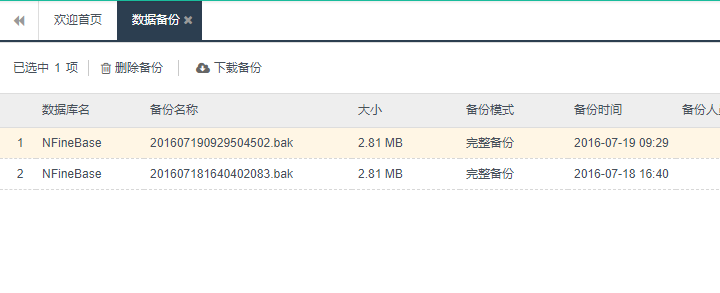 欢迎首页 数据备份
已选中 1 项 删除备份 下载备份
数据库名 备份名称 大小 备份模式 备份时间 备份人
1 NFineBase 201607190929504502.bak 2.81 MB 完整备份 2016-07-19 09:29
2 NFineBase 201607181640402083.bak 2.81 MB 完整备份 2016-07-18 16:40